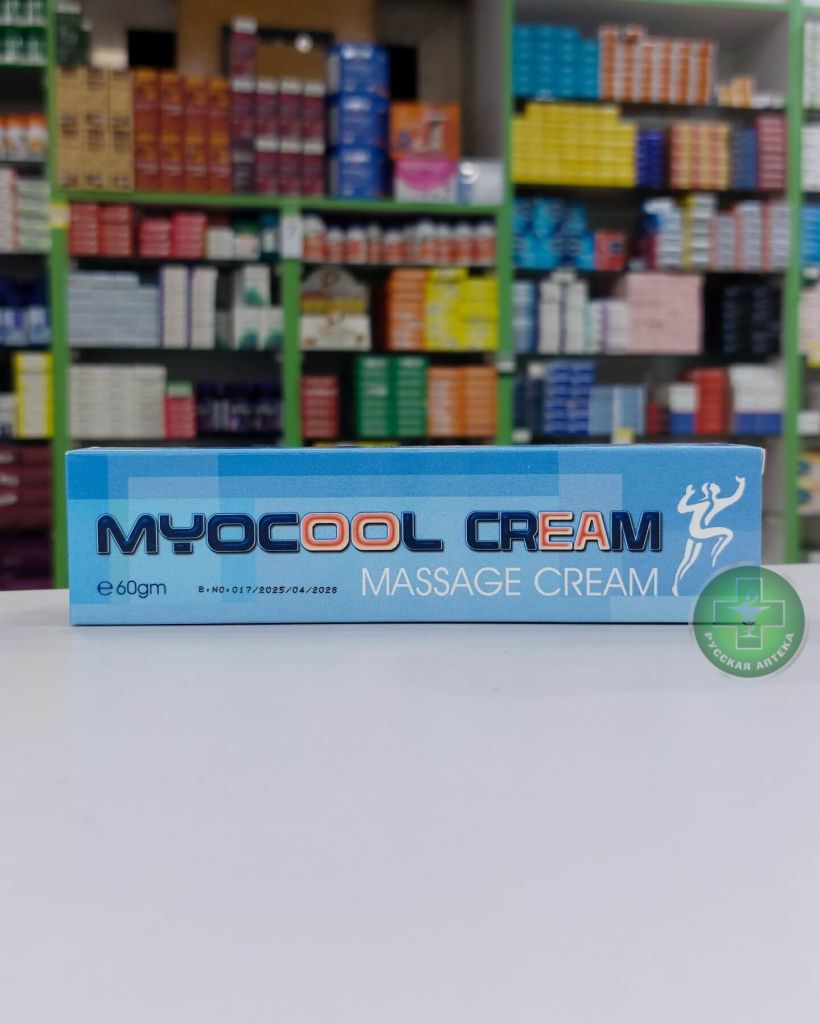 MYOCOOL CREAM
MASSAGE CREAM
℮60gm
B.NO.017/2025/04/2028
РУССКАЯ АПТЕКА